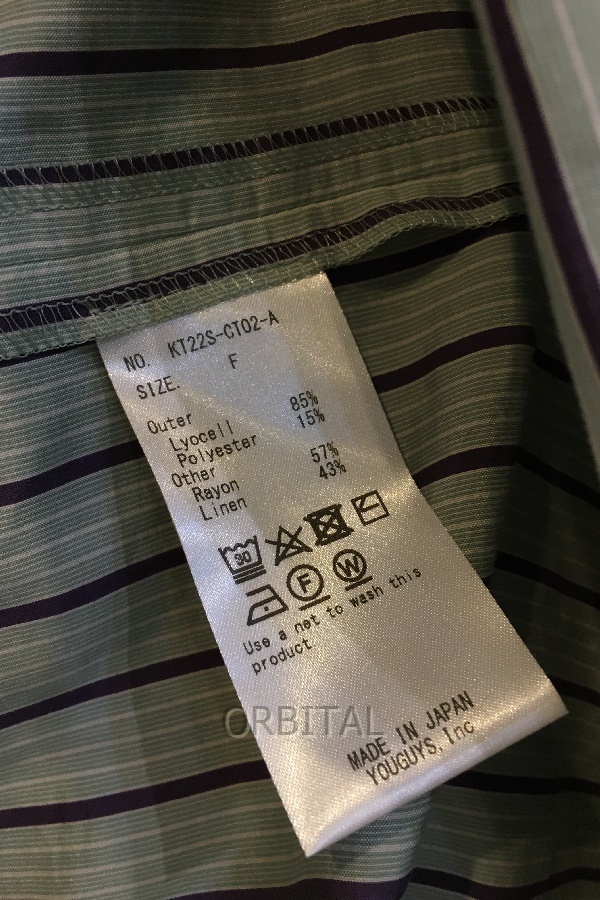 NO. KT22S-CT02-A
SIZE. F
Outer
Lyocell 85%
Polyester 15%
Other
Rayon 57%
Linen 43%
30
F W
Use a net to wash this
product
ORBITAL
MADE IN JAPAN
YOUGUYS, Inc.